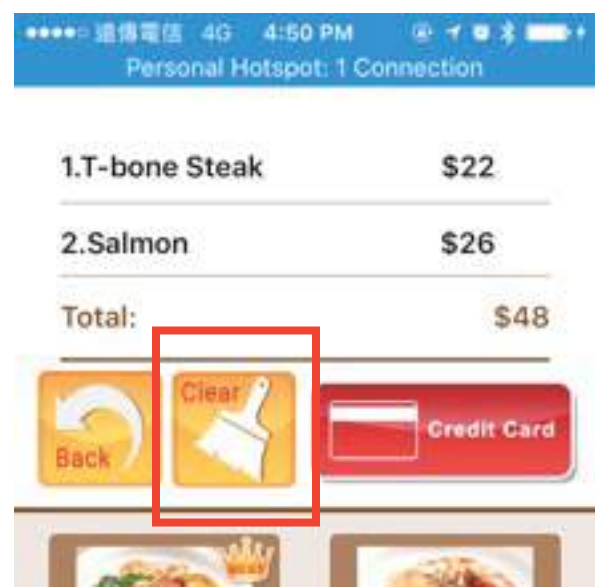 遠傳電信 4G 4:50 PM
Personal Hotspot: 1 Connection
1.T-bone Steak $22
2.Salmon $26
Total: $48
Clear
Back
Credit Card